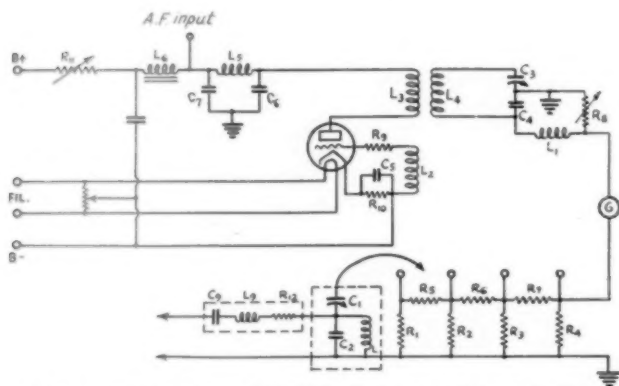 A.F. input
B+
R11
L6
L5
C7
C6
L3
L4
C3
C4
R8
L1
R9
C5
L2
R10
FIL.
B-
G
C9
L9
R12
C1
C2
L
R5
R6
R7
R1
R2
R3
R4